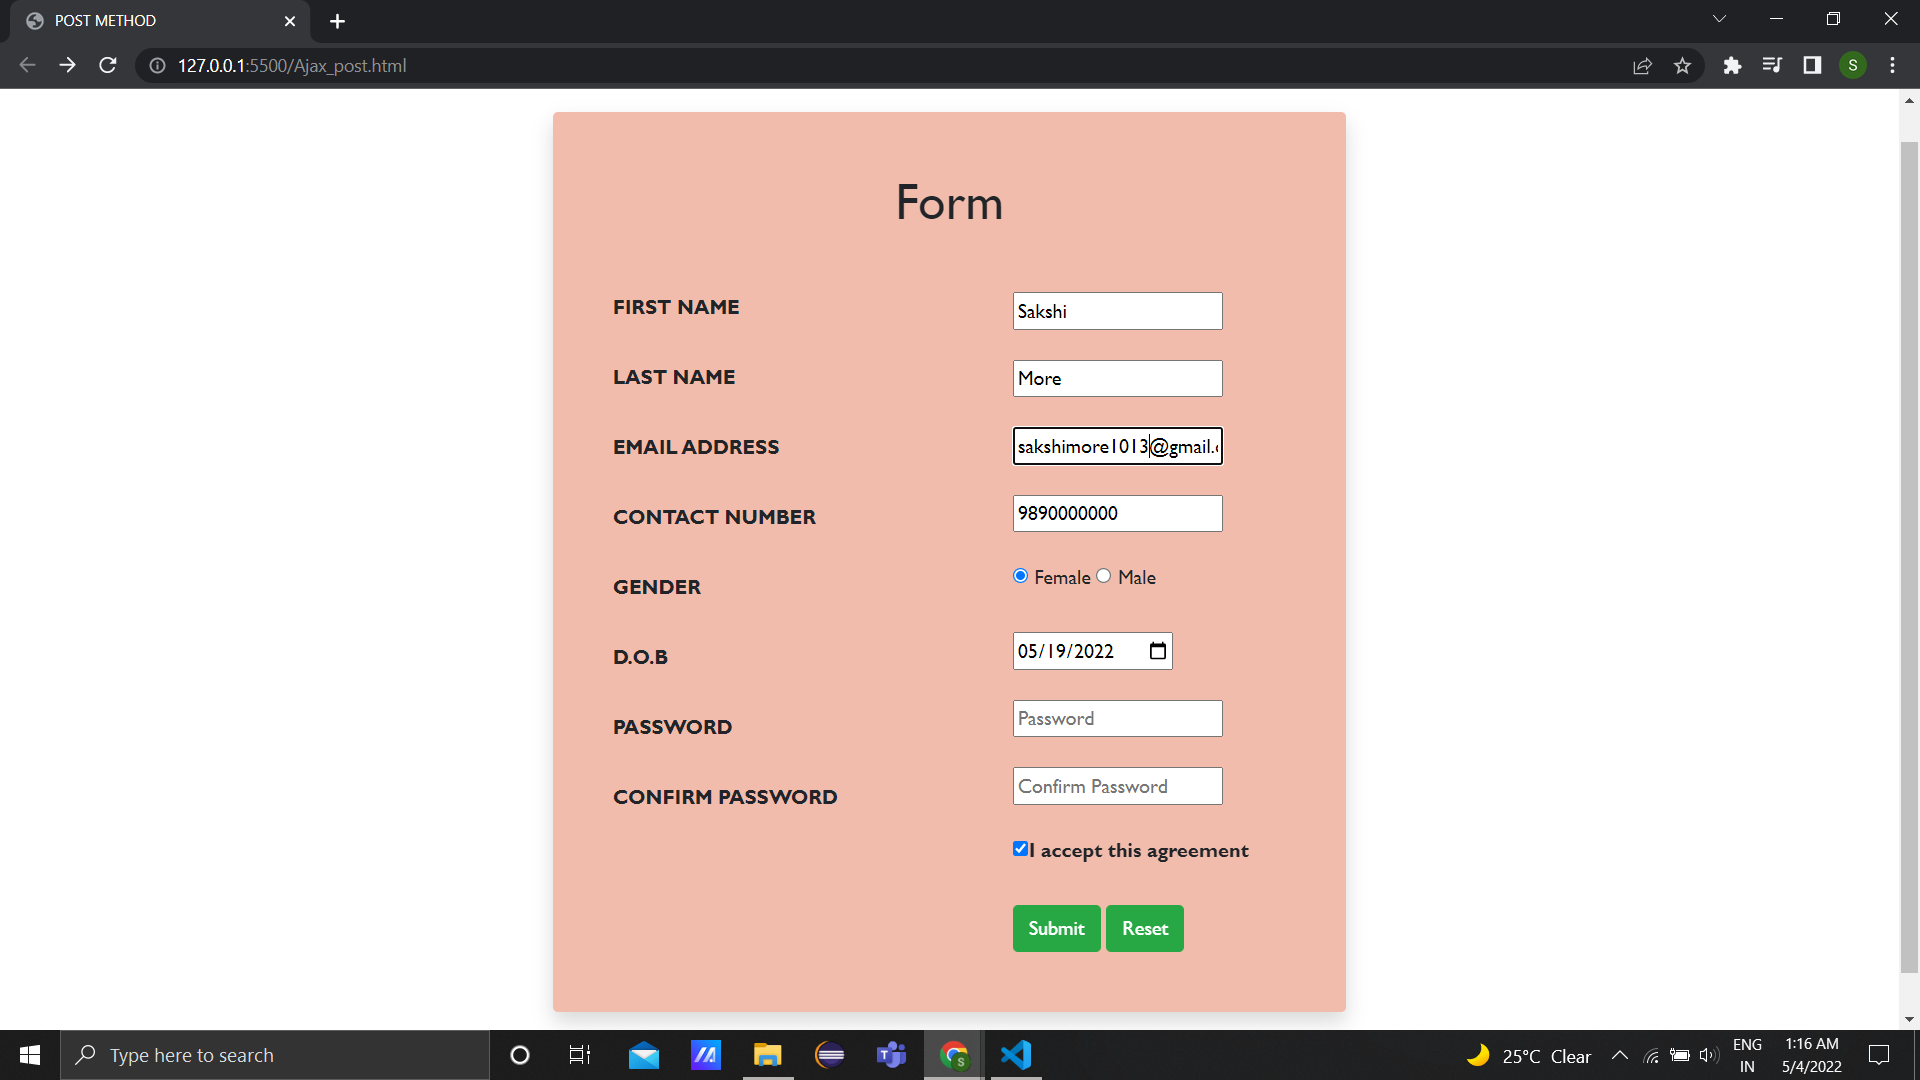 POST METHOD
127.0.0.1:5500/Ajax_post.html
S
Form
FIRST NAME Sakshi
LAST NAME More
EMAIL ADDRESS sakshimore1013@gmail.c
CONTACT NUMBER 9890000000
GENDER Female Male
D.O.B 05/19/2022
PASSWORD Password
CONFIRM PASSWORD Confirm Password
I accept this agreement
Submit Reset
Type here to search
T
S
25°C Clear
ENG
IN
1:16 AM
5/4/2022